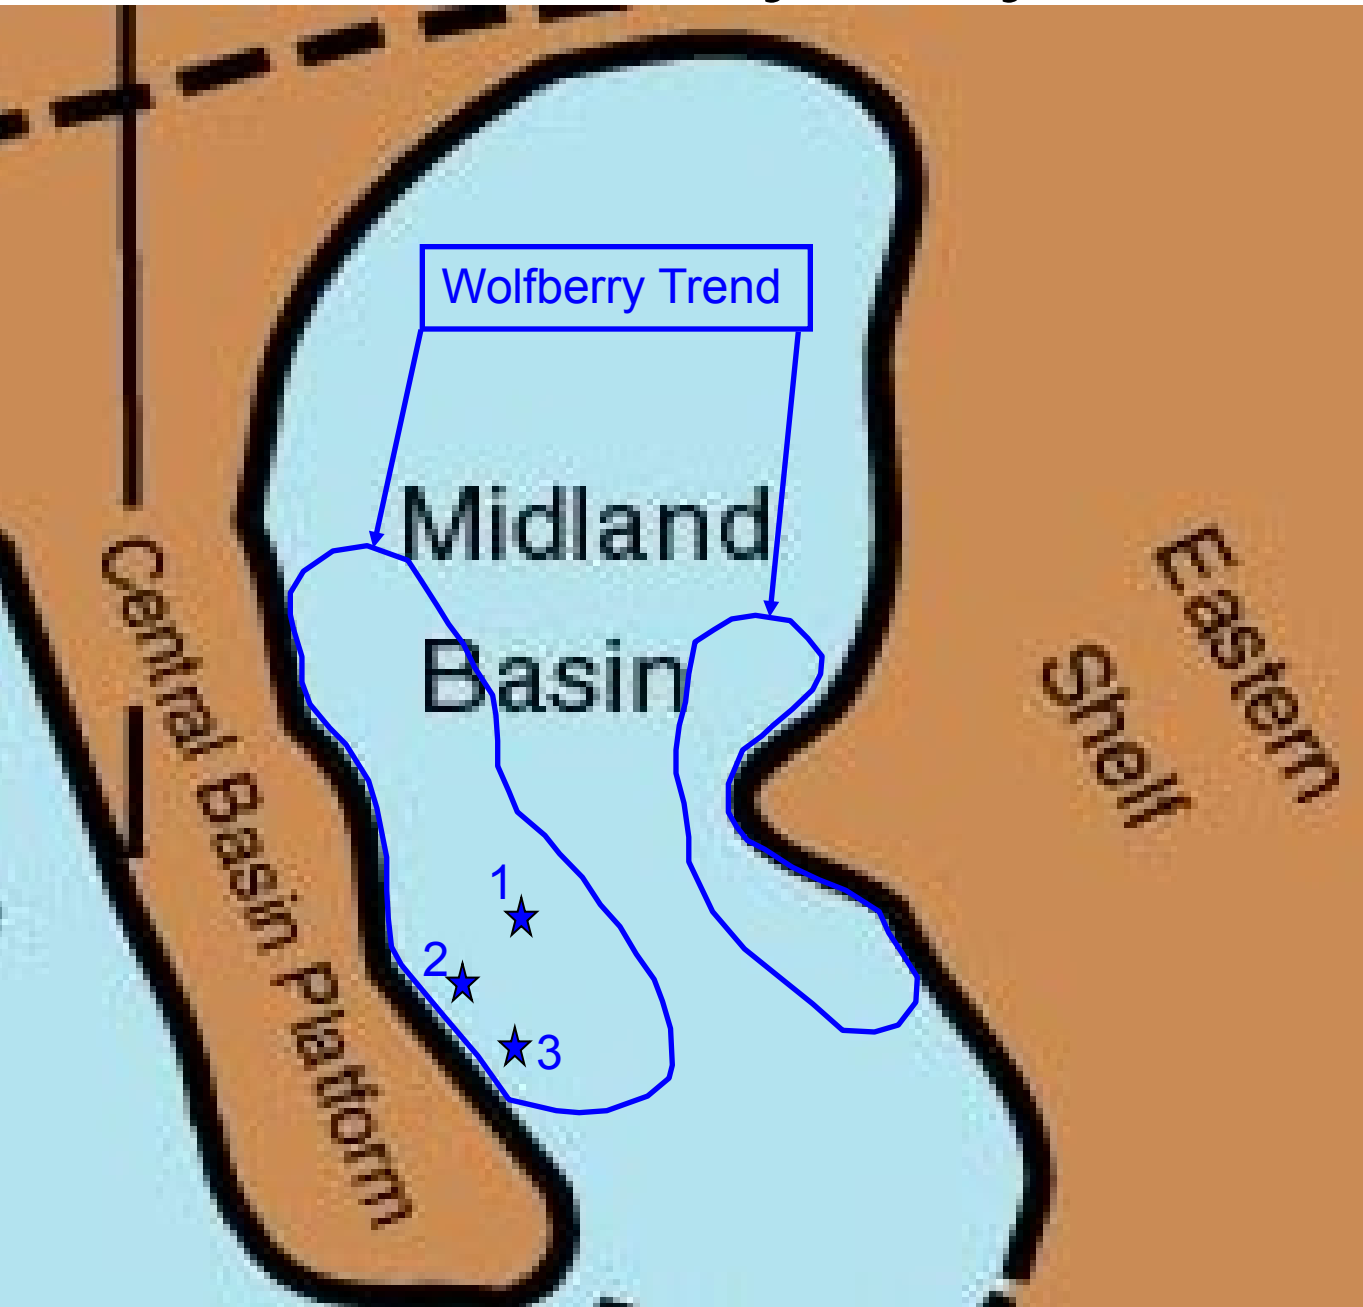 Wolfberry Trend
Midland
Basin
Central Basin Platform
Eastern
Shelf
1
2
3